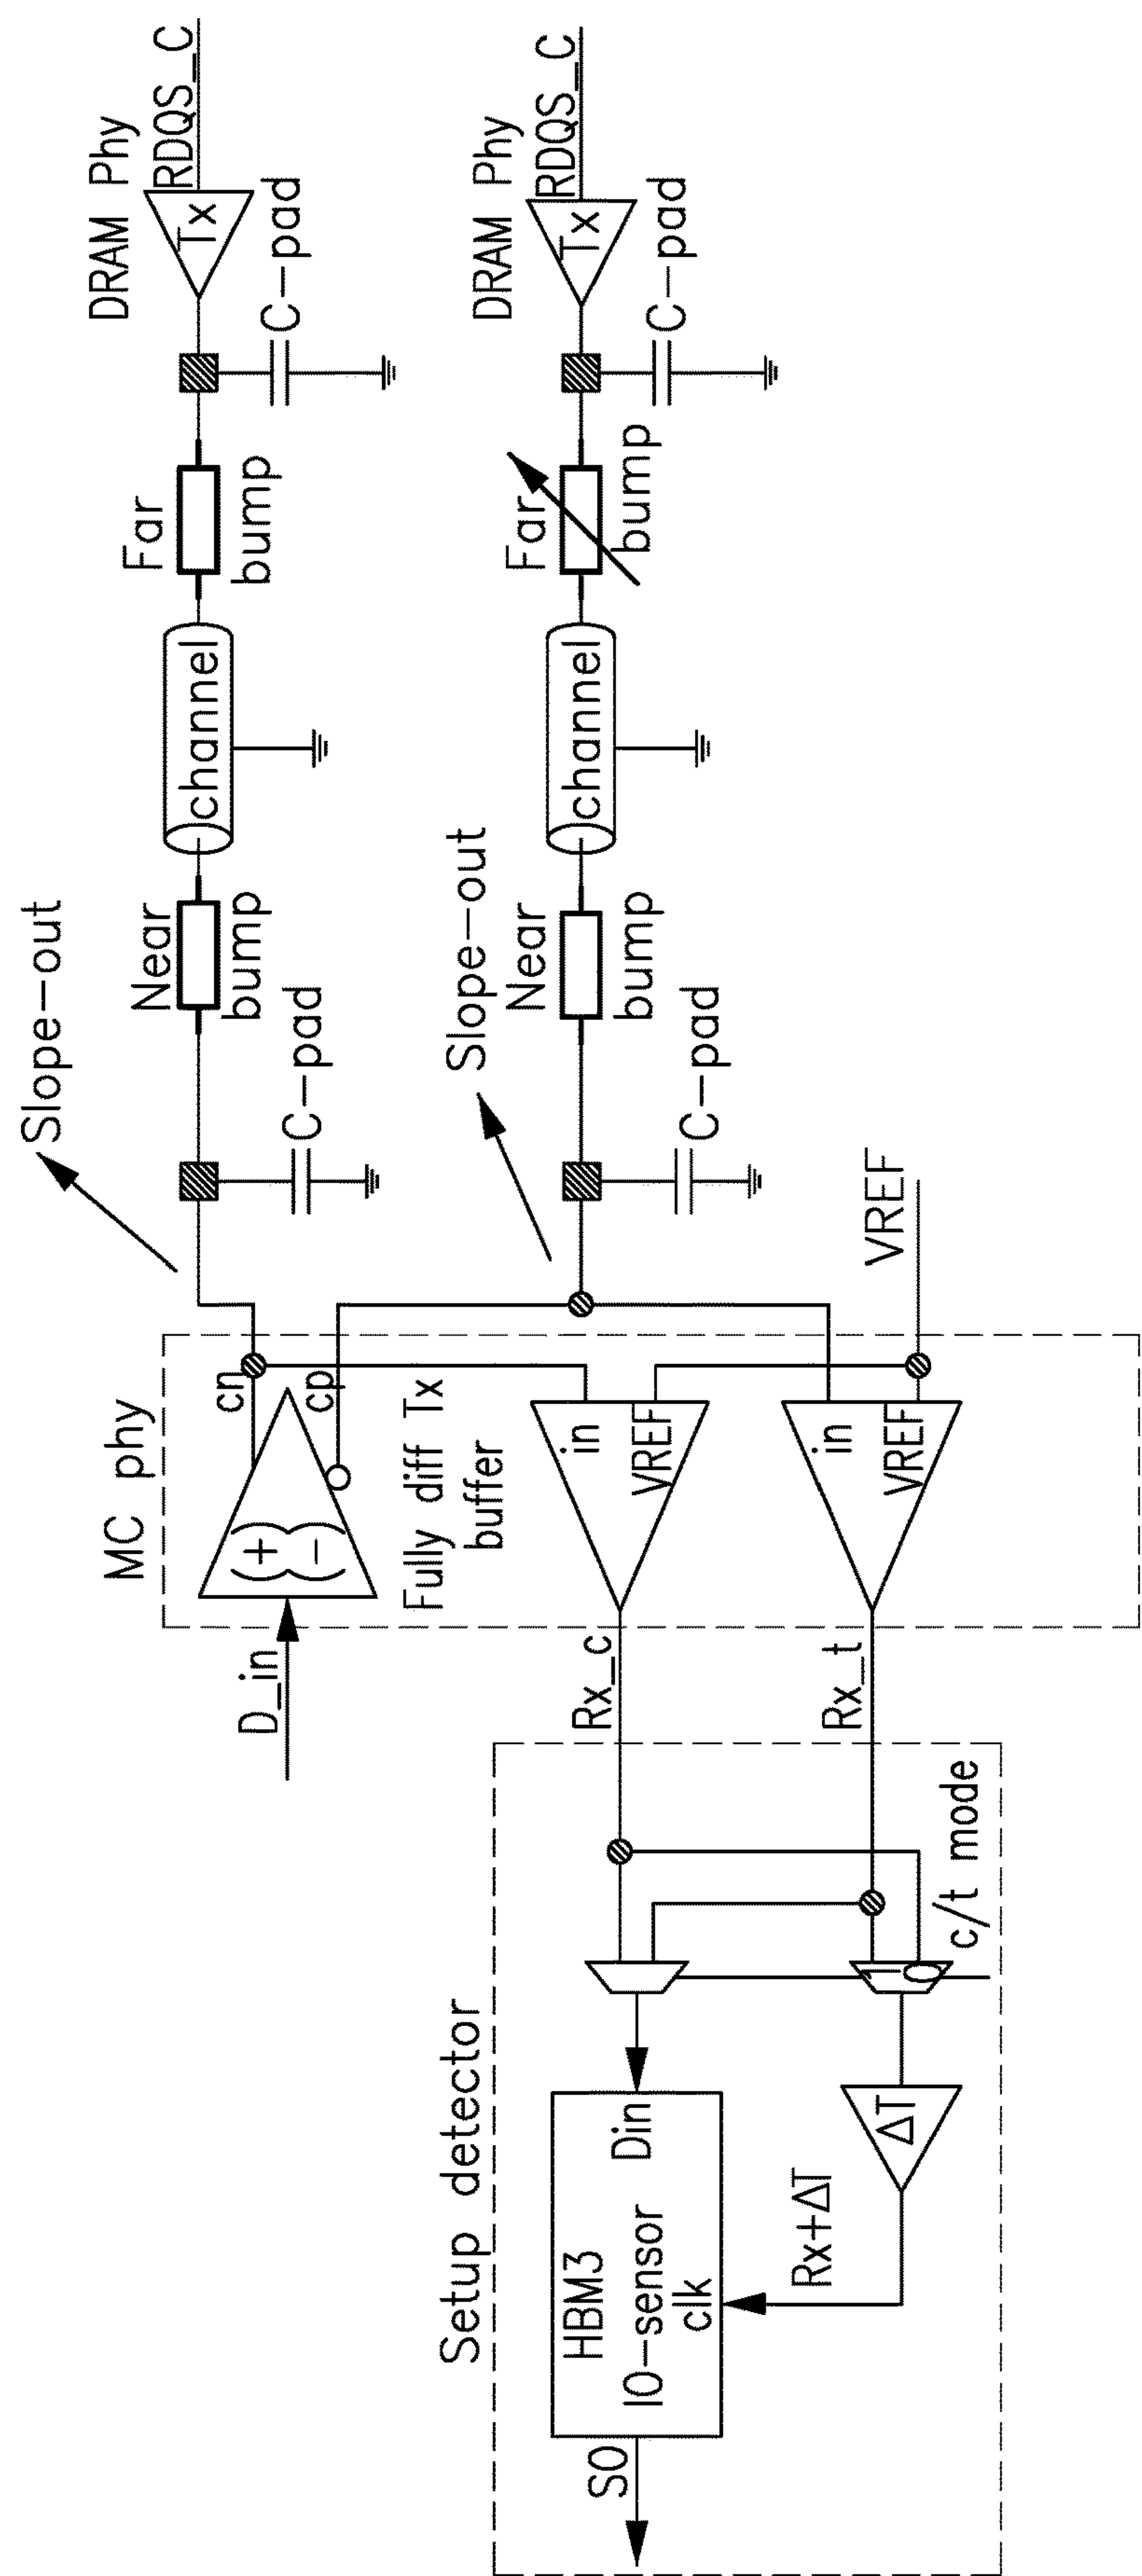 Setup detector
SO
HBM3
IO-sensor
clk
Din
Rx+ΔT
ΔT
1
0
c/t mode
Rx_c
Rx_t
D_in
MC phy
(+)
(-)
cn
cp
Fully diff Tx
buffer
in
VREF
in
VREF
VREF
Slope-out
C-pad
Near
bump
channel
Far
bump
DRAM Phy
Tx
RDQS_C
C-pad
Slope-out
C-pad
Near
bump
channel
Far
bump
DRAM Phy
Tx
RDQS_C
C-pad